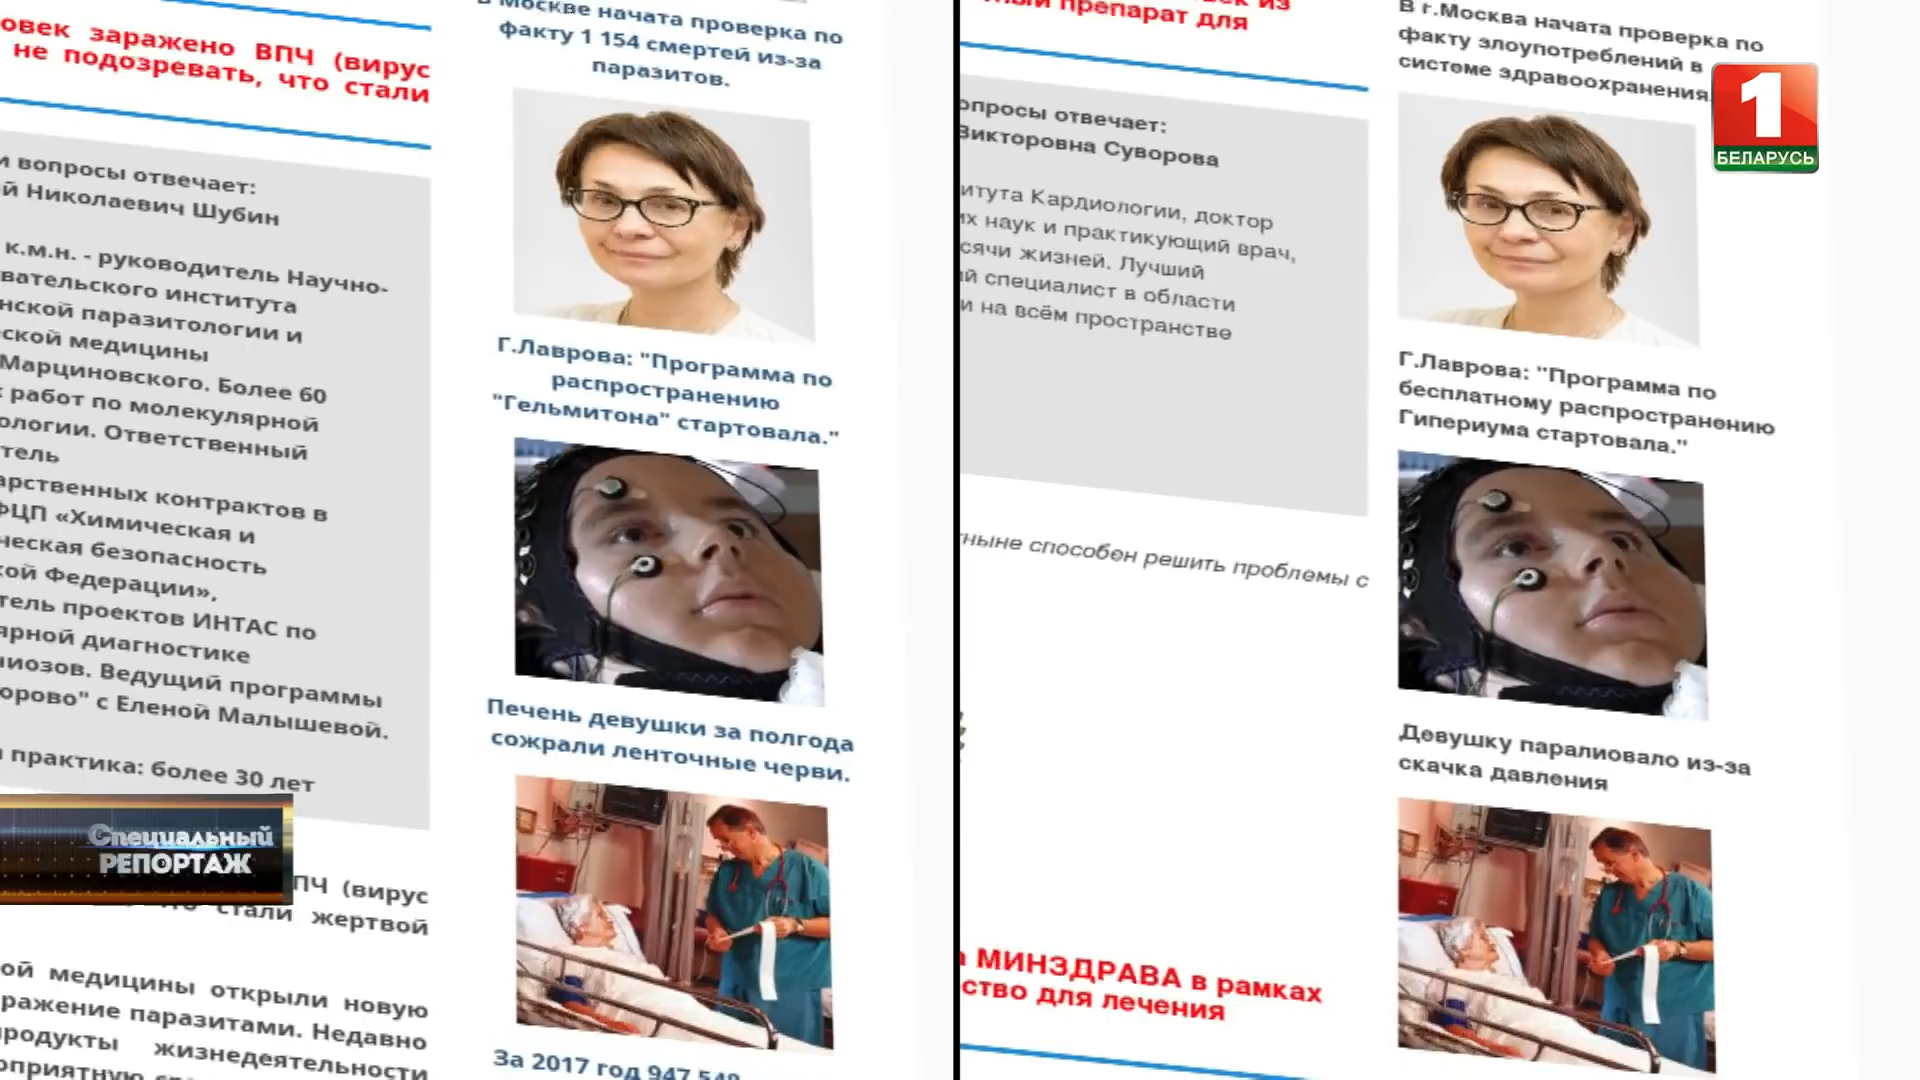 овек заражено ВПЧ (вирус
не подозревать, что стали
и вопросы отвечает:
й Николаевич Шубин
к.м.н. - руководитель Научно-
вательского института
нской паразитологии и
ской медицины
Марциновского. Более 60
работ по молекулярной
ологии. Ответственный
тель
арственных контрактов в
ФЦП «Химическая и
ческая безопасность
кой Федерации»,
тель проектов ИНТАС по
ярной диагностике
ниозов. Ведущий программы
орово" с Еленой Малышевой.
практика: более 30 лет
Специальный
РЕПОРТАЖ
ПЧ (вирус
стали жертвой
ой медицины открыли новую
ражение паразитами. Недавно
продукты жизнедеятельности
В Москве начата проверка по
факту 1 154 смертей из-за
паразитов.
Г.Лаврова: "Программа по
распространению
"Гельмитона" стартовала."
Печень девушки за полгода
сожрали ленточные черви.
За 2017 год 947 548
ный препарат для
опросы отвечает:
Викторовна Суворова
итута Кардиологии, доктор
их наук и практикующий врач,
сячи жизней. Лучший
й специалист в области
и на всём пространстве
ныне способен решить проблемы с
а МИНЗДРАВА в рамках
ство для лечения
В г.Москва начата проверка по
факту злоупотреблений в
системе здравоохранения.
Г.Лаврова: "Программа по
бесплатному распространению
Гипериума стартовала."
Девушку паралиовало из-за
скачка давления
1
БЕЛАРУСЬ